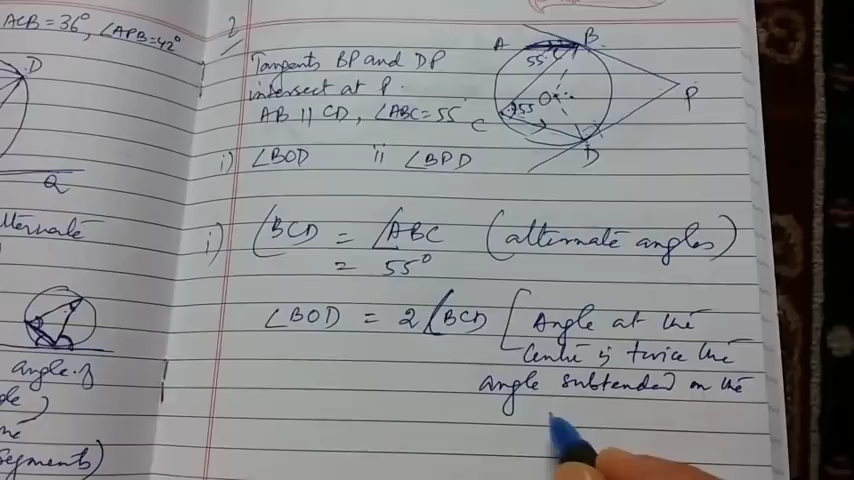 ACB = 36°, ∠APB = 42°
D
Q
alternate
angle of
segments)
2
Tangents BP and DP
intersect at P.
AB || CD, ∠ABC = 55°
i) ∠BOD ii ∠BPD
A
B
55°
O
P
55
C
D
i) ∠BCD = ∠ABC (alternate angles)
= 55°
∠BOD = 2 ∠BCD [Angle at the
Centre is twice the
angle subtended on the